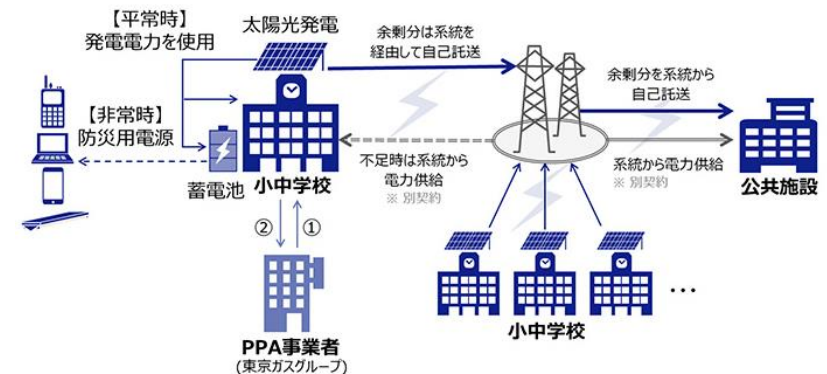 【平常時】
発電電力を使用
太陽光発電
余剰分は系統を
経由して自己託送
余剰分を系統から
自己託送
【非常時】
防災用電源
蓄電池
小中学校
不足時は系統から
電力供給
※ 別契約
系統から電力供給
※ 別契約
公共施設
② ①
小中学校
…
PPA事業者
(東京ガスグループ)